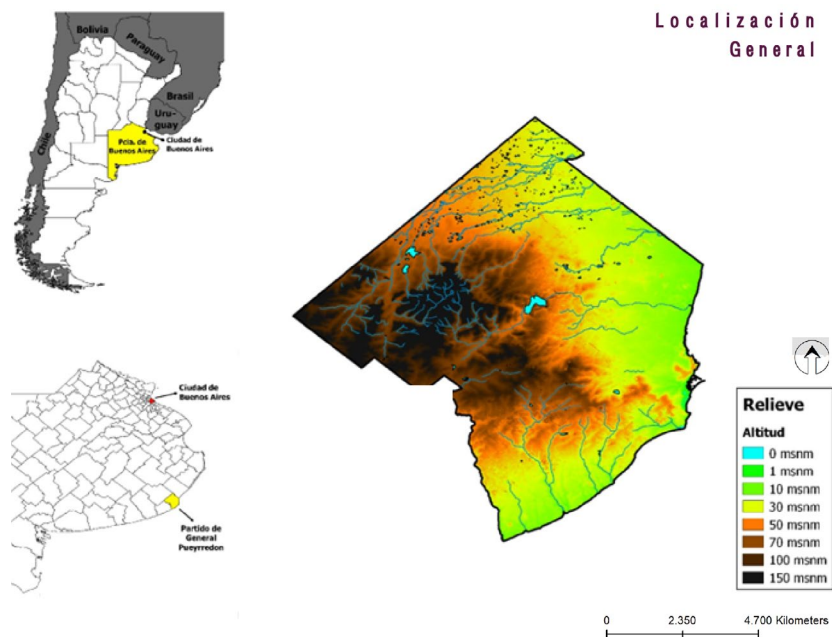 Localización
General
Bolivia
Paraguay
Brasil
Uru-
guay
Chile
Pcia. de
Buenos Aires
Ciudad de
Buenos Aires
Ciudad de
Buenos Aires
Partido de
General
Pueyrredon
Relieve
Altitud
0 msnm
1 msnm
10 msnm
30 msnm
50 msnm
70 msnm
100 msnm
150 msnm
0 2.350 4.700 Kilometers